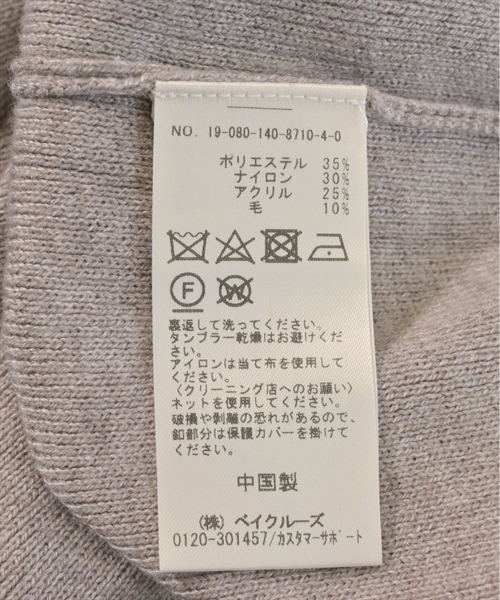 NO. 19-080-140-8710-4-0
ポリエステル 35%
ナイロン 30%
アクリル 25%
毛 10%
F W
裏返して洗ってください。
タンブラー乾燥はお避けくだ
さい。
アイロンは当て布を使用して
ください。
〈クリーニング店へのお願い〉
ネットを使用してください。
破損や剥離の恐れがあるので、
釦部分は保護カバーを掛けて
ください。
中国製
(株) ベイクルーズ
0120-301457/カスタマーサポート